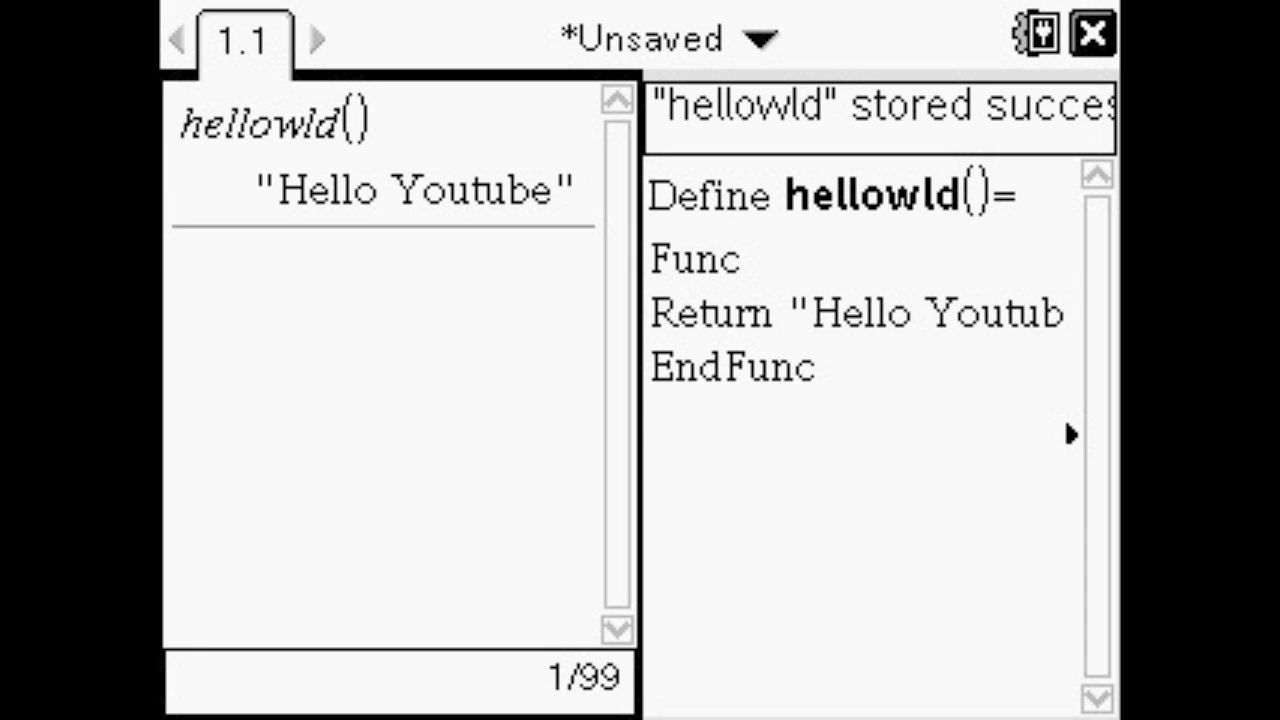 1.1
*Unsaved
hellowld()
"Hello Youtube"
1/99
"hellowld" stored succes
Define hellowld()=
Func
Return "Hello Youtub
EndFunc